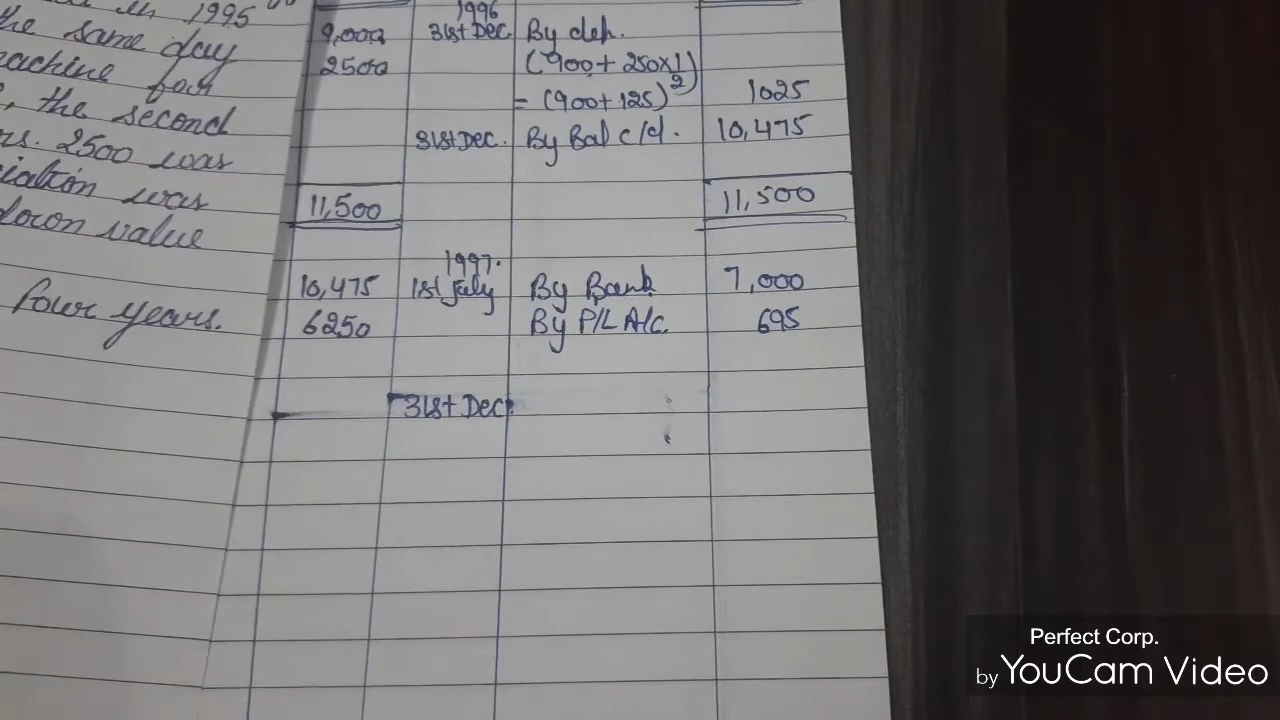 in 1995
the same day
machine for
, the second
rs. 2500 was
ciation was
down value
four years.
1996
9,000 31st Dec. By deh.
2500 (900 + 250 x 1/2)
= (900 + 125) 1025
31st Dec. By Bal c/d. 10,475
11,500 11,500
1997.
10,475 1st July By Bank 7,000
6250 By P/L A/c. 695
31st Dec.
Perfect Corp.
by YouCam Video